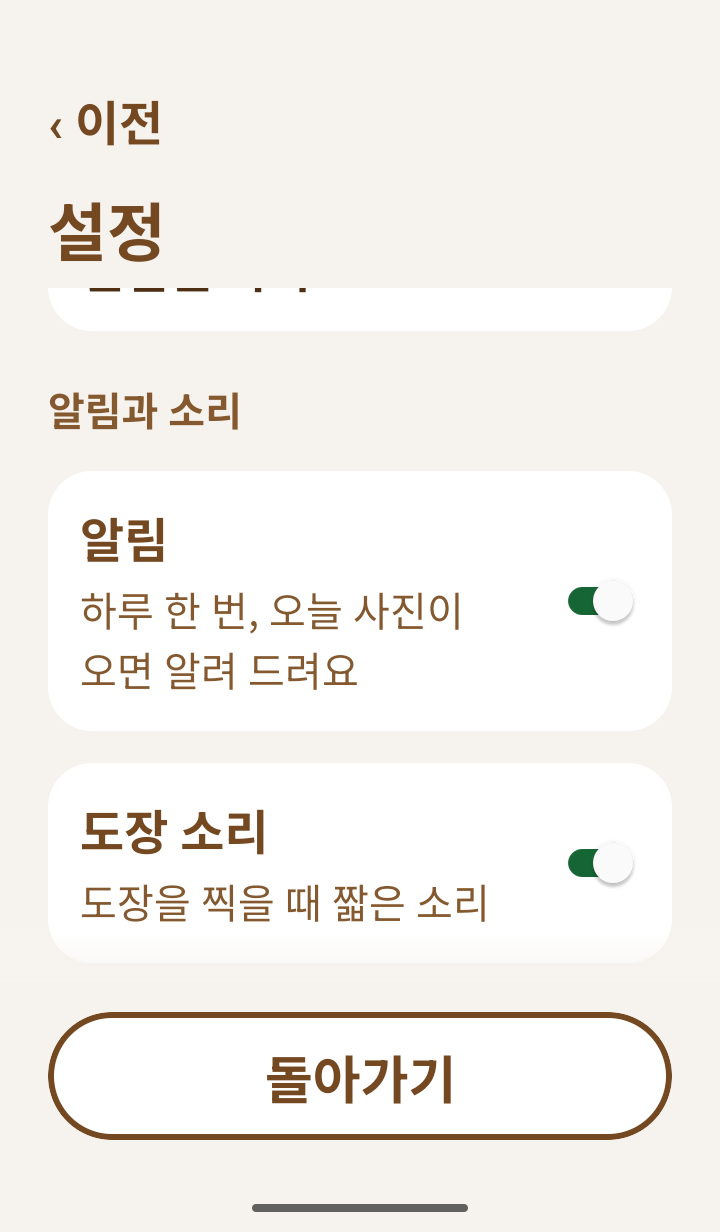 ‹ 이전
설정
알림과 소리
알림
하루 한 번, 오늘 사진이
오면 알려 드려요
도장 소리
도장을 찍을 때 짧은 소리
돌아가기